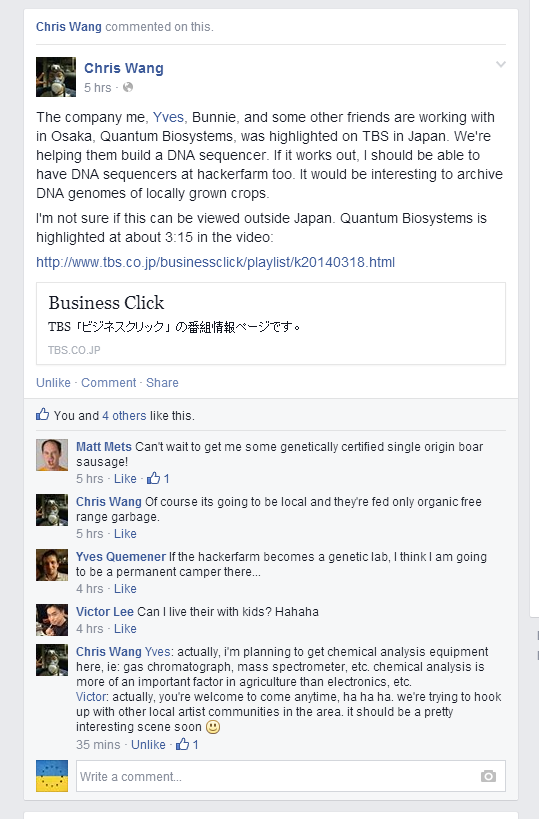 Chris Wang commented on this.
Chris Wang
5 hrs ·
The company me, Yves, Bunnie, and some other friends are working with
in Osaka, Quantum Biosystems, was highlighted on TBS in Japan. We're
helping them build a DNA sequencer. If it works out, I should be able to
have DNA sequencers at hackerfarm too. It would be interesting to archive
DNA genomes of locally grown crops.
I'm not sure if this can be viewed outside Japan. Quantum Biosystems is
highlighted at about 3:15 in the video:
http://www.tbs.co.jp/businessclick/playlist/k20140318.html
Business Click
TBS「ビジネスクリック」の番組情報ページです。
TBS.CO.JP
Unlike · Comment · Share
You and 4 others like this.
Matt Mets Can't wait to get me some genetically certified single origin boar
sausage!
5 hrs · Like · 1
Chris Wang Of course its going to be local and they're fed only organic free
range garbage.
5 hrs · Like
Yves Quemener If the hackerfarm becomes a genetic lab, I think I am going
to be a permanent camper there...
4 hrs · Like
Victor Lee Can I live their with kids? Hahaha
4 hrs · Like
Chris Wang Yves: actually, i'm planning to get chemical analysis equipment
here, ie: gas chromatograph, mass spectrometer, etc. chemical analysis is
more of an important factor in agriculture than electronics, etc.
Victor: actually, you're welcome to come anytime, ha ha ha. we're trying to hook
up with other local artist communities in the area. it should be a pretty
interesting scene soon
35 mins · Unlike · 1
Write a comment...